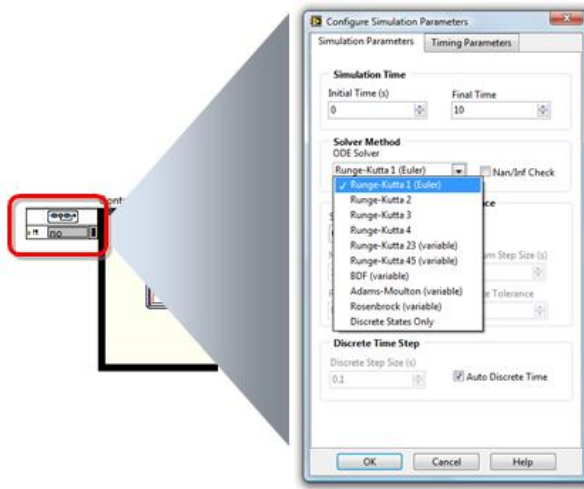 Configure Simulation Parameters
Simulation Parameters Timing Parameters
Simulation Time
Initial Time (s) Final Time
0 10
Solver Method
ODE Solver
Runge-Kutta 1 (Euler) Nan/Inf Check
✓ Runge-Kutta 1 (Euler)
Runge-Kutta 2
Runge-Kutta 3
Runge-Kutta 4
Runge-Kutta 23 (variable)
Runge-Kutta 45 (variable)
BDF (variable)
Adams-Moulton (variable)
Rosenbrock (variable)
Discrete States Only
Step Size (s)
Tolerance
Discrete Time Step
Discrete Step Size (s)
0.1 Auto Discrete Time
OK Cancel Help